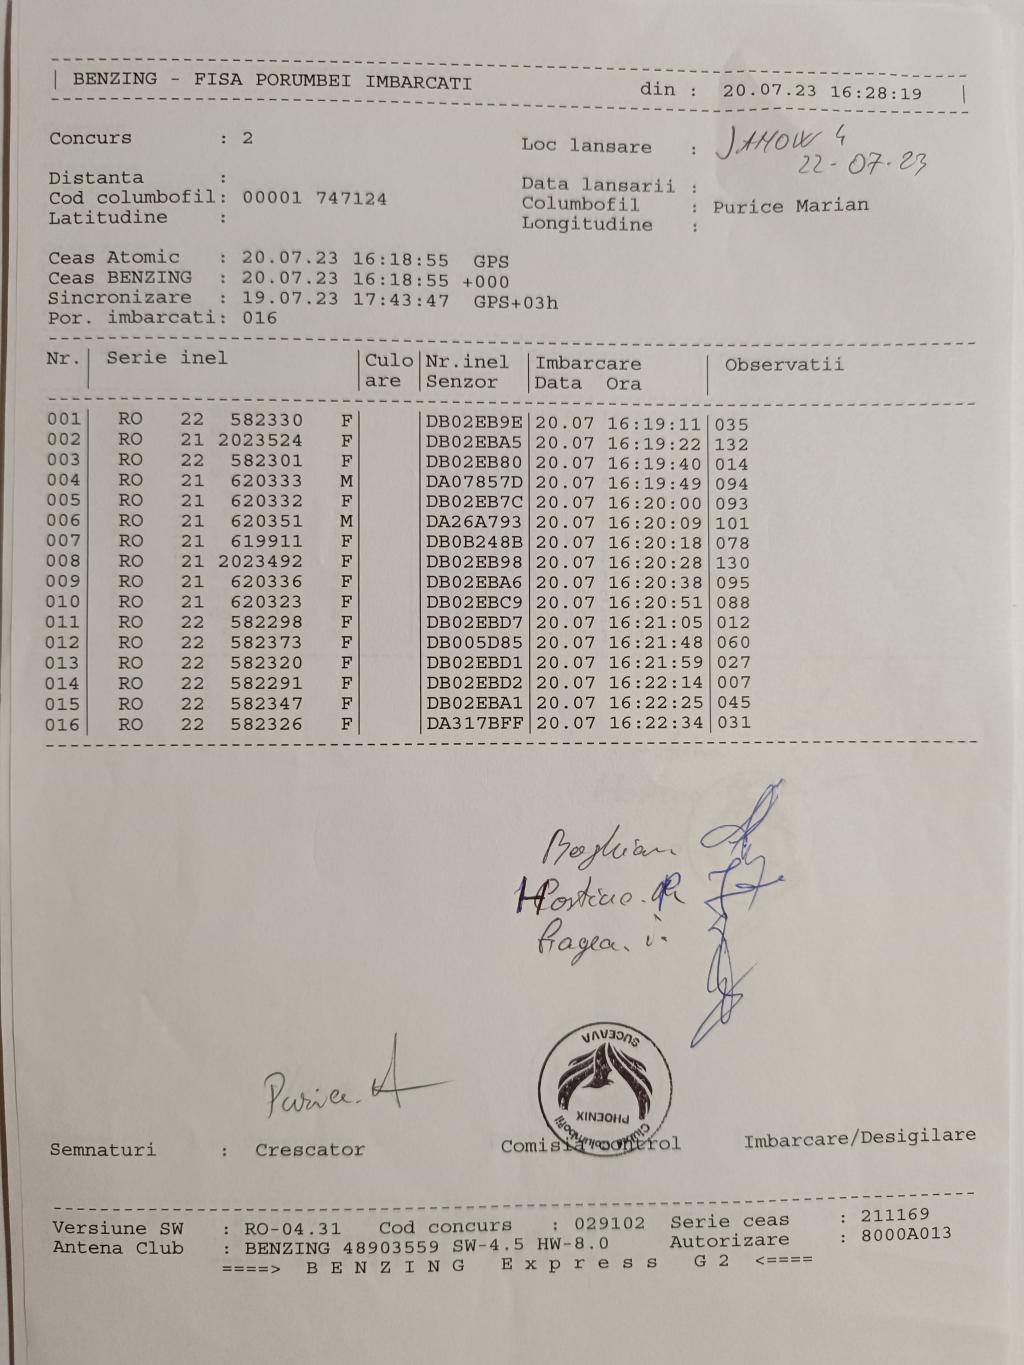 | BENZING - FISA PORUMBEI IMBARCATI din : 20.07.23 16:28:19 |
Concurs : 2 Loc lansare : JANOW 4
22-07-23
Distanta : Data lansarii :
Cod columbofil: 00001 747124 Columbofil : Purice Marian
Latitudine : Longitudine :
Ceas Atomic : 20.07.23 16:18:55 GPS
Ceas BENZING : 20.07.23 16:18:55 +000
Sincronizare : 19.07.23 17:43:47 GPS+03h
Por. imbarcati: 016
Nr.| Serie inel |Culo|Nr.inel |Imbarcare | Observatii
| |are |Senzor |Data Ora |
001| RO 22 582330 F| |DB02EB9E|20.07 16:19:11|035
002| RO 21 2023524 F| |DB02EBA5|20.07 16:19:22|132
003| RO 22 582301 F| |DB02EB80|20.07 16:19:40|014
004| RO 21 620333 M| |DA07857D|20.07 16:19:49|094
005| RO 21 620332 F| |DB02EB7C|20.07 16:20:00|093
006| RO 21 620351 M| |DA26A793|20.07 16:20:09|101
007| RO 21 619911 F| |DB0B248B|20.07 16:20:18|078
008| RO 21 2023492 F| |DB02EB98|20.07 16:20:28|130
009| RO 21 620336 F| |DB02EBA6|20.07 16:20:38|095
010| RO 21 620323 F| |DB02EBC9|20.07 16:20:51|088
011| RO 22 582298 F| |DB02EBD7|20.07 16:21:05|012
012| RO 22 582373 F| |DB005D85|20.07 16:21:48|060
013| RO 22 582320 F| |DB02EBD1|20.07 16:21:59|027
014| RO 22 582291 F| |DB02EBD2|20.07 16:22:14|007
015| RO 22 582347 F| |DB02EBA1|20.07 16:22:25|045
016| RO 22 582326 F| |DA317BFF|20.07 16:22:34|031
Boghian
SUCEAVA
PHOENIX
Clubul Columbofil
Semnaturi : Crescator Comisia control Imbarcare/Desigilare
Versiune SW : RO-04.31 Cod concurs : 029102 Serie ceas : 211169
Antena Club : BENZING 48903559 SW-4.5 HW-8.0 Autorizare : 8000A013
====> B E N Z I N G E x p r e s s G 2 <====